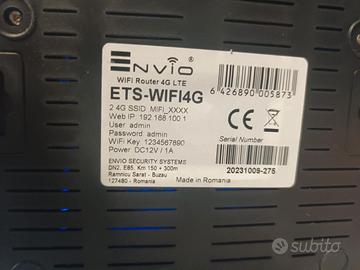 ENVIO
WIFI Router 4G LTE
ETS-WIFI4G
2.4G SSID: MIFI_XXXX
Web IP: 192.168.100.1
User: admin
Password: admin
WiFi Key: 1234567890
Power: DC12V / 1A
ENVIO SECURITY SYSTEMS
DN2, E85, Km 150 + 300m
Ramnicu Sarat - Buzau
127480 - Romania
6 426890 005873
CE
Serial Number
20231009-275
Made in Romania
subito